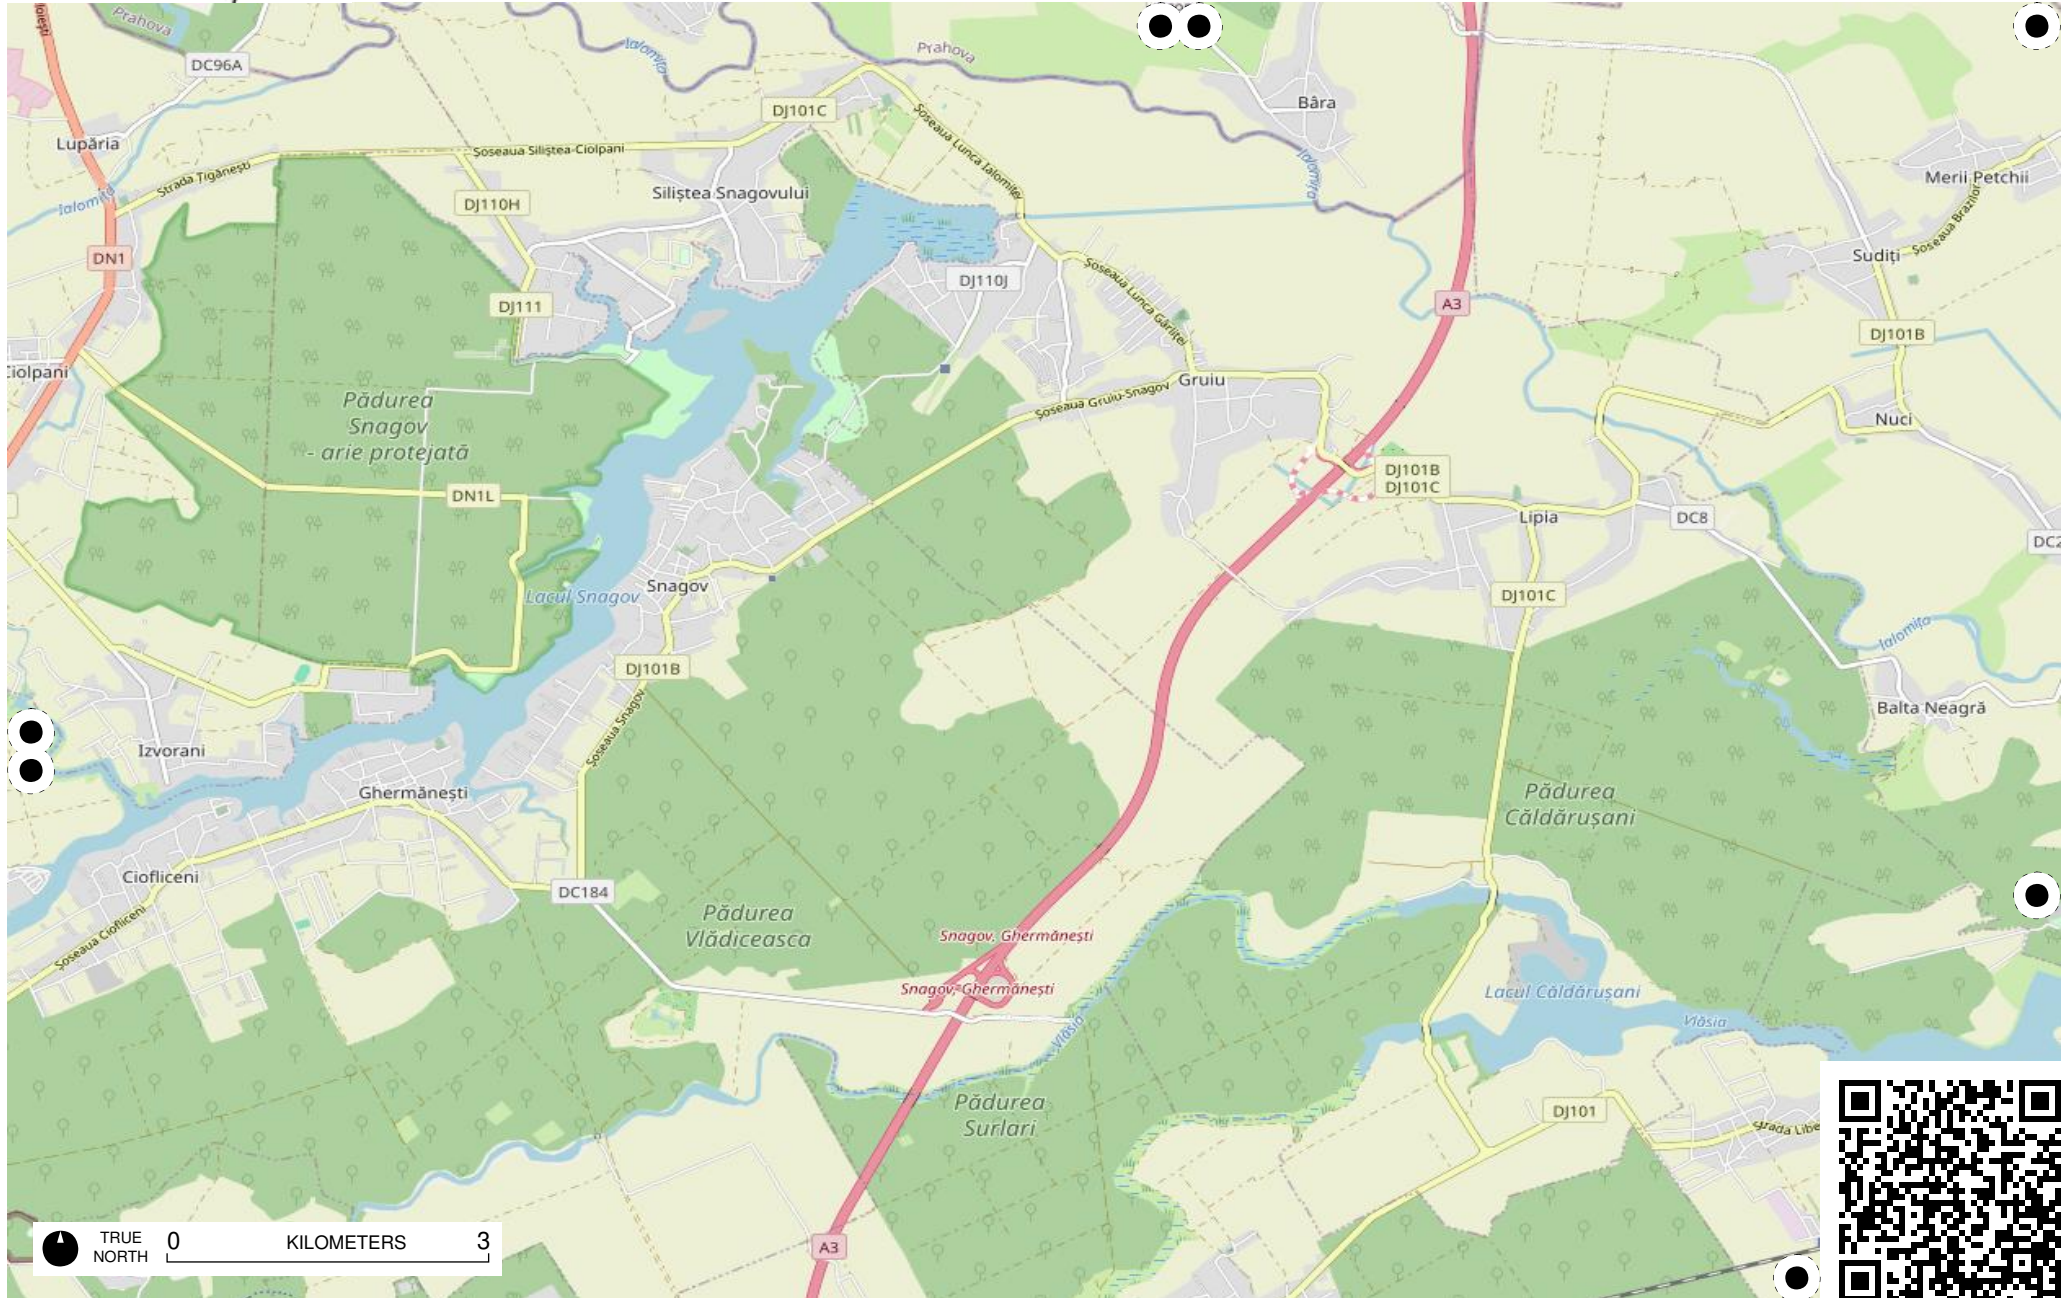 Prahova
DC96A
Ialomița
Prahova
DJ101C
Bâra
Lupăria
Șoseaua Lunca Ialomiței
Șoseaua Siliștea-Ciolpani
Strada Țigănești
Ialomița
Merii Petchii
Siliștea Snagovului
Ialomița
DJ110H
Șoseaua Brazilor
DN1
Sudiți
DJ110J
DJ111
Șoseaua Lunca Gârliței
A3
DJ101B
Ciolpani
Gruiu
Șoseaua Gruiu-Snagov
Pădurea
Snagov
- arie protejată
Nuci
DJ101B
DJ101C
DN1L
Lipia
DC8
Snagov
Lacul Snagov
DJ101C
Ialomița
DJ101B
Balta Neagră
Șoseaua Snagov
Izvorani
Ghermănești
Pădurea
Căldărușani
Ciofliceni
DC184
Pădurea
Vlădiceasca
Șoseaua Ciofliceni
Snagov, Ghermănești
Snagov, Ghermănești
Lacul Căldărușani
Vlăsia
Vlăsia
Pădurea
Surlari
DJ101
A3
TRUE
NORTH
0 KILOMETERS 3